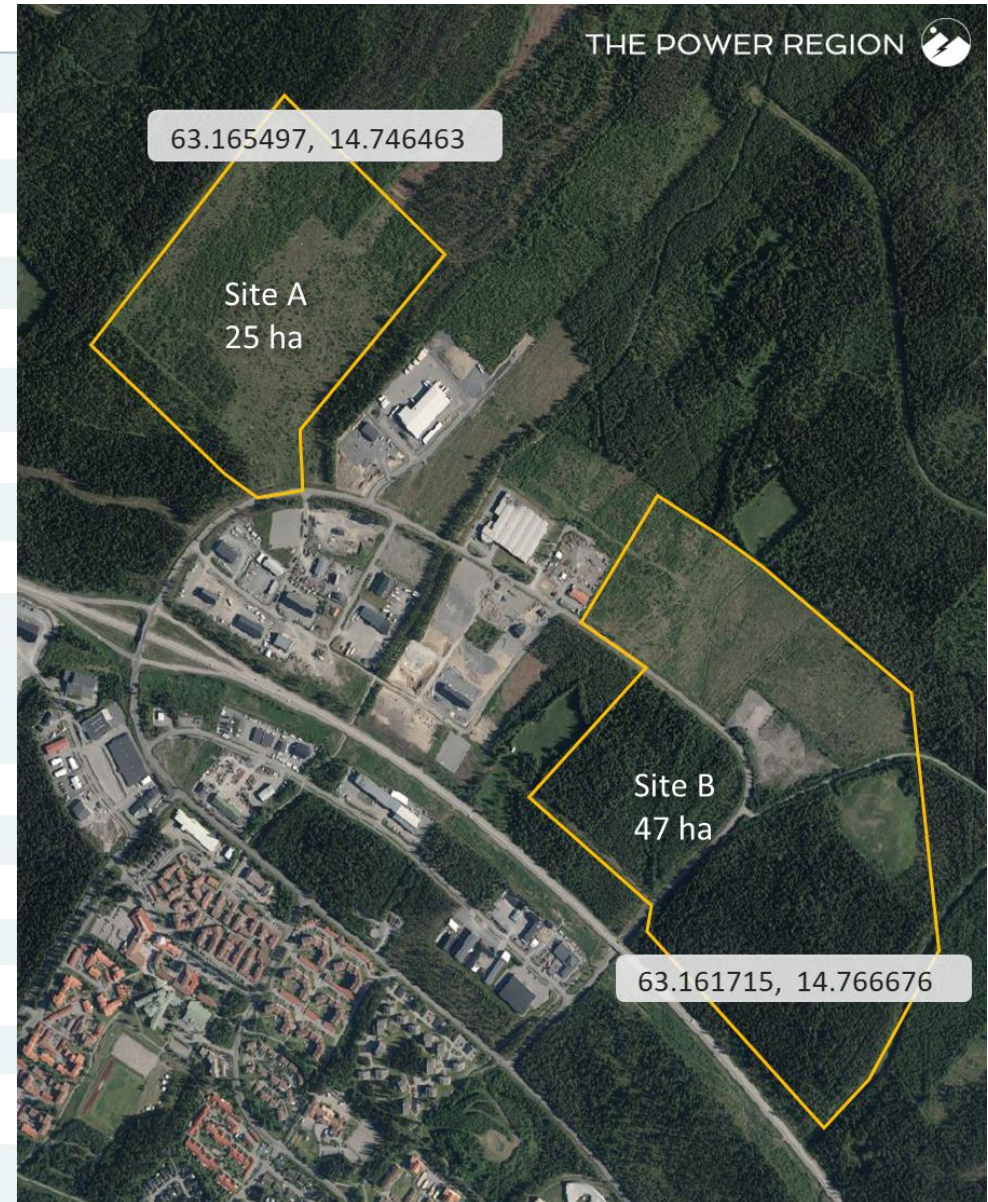 THE POWER REGION
63.165497, 14.746463
Site A
25 ha
Site B
47 ha
63.161715, 14.766676